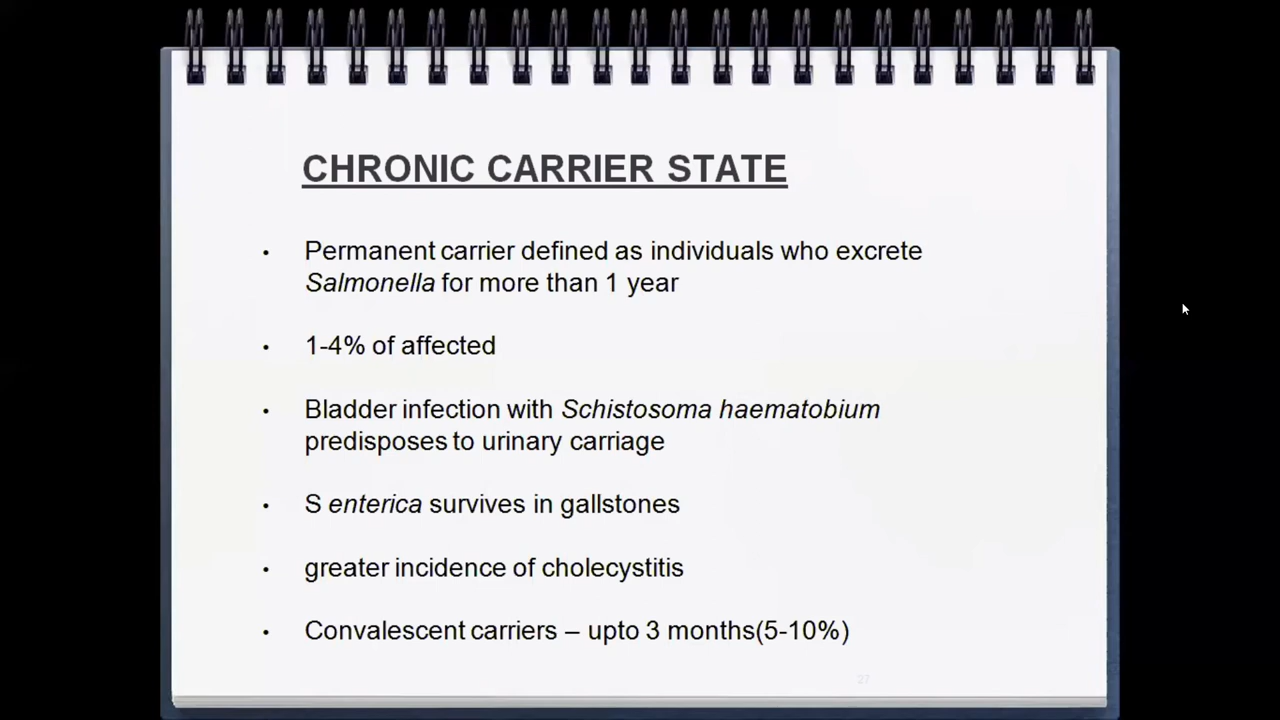 CHRONIC CARRIER STATE
• Permanent carrier defined as individuals who excrete
Salmonella for more than 1 year
• 1-4% of affected
• Bladder infection with Schistosoma haematobium
predisposes to urinary carriage
• S enterica survives in gallstones
• greater incidence of cholecystitis
• Convalescent carriers – upto 3 months(5-10%)
27